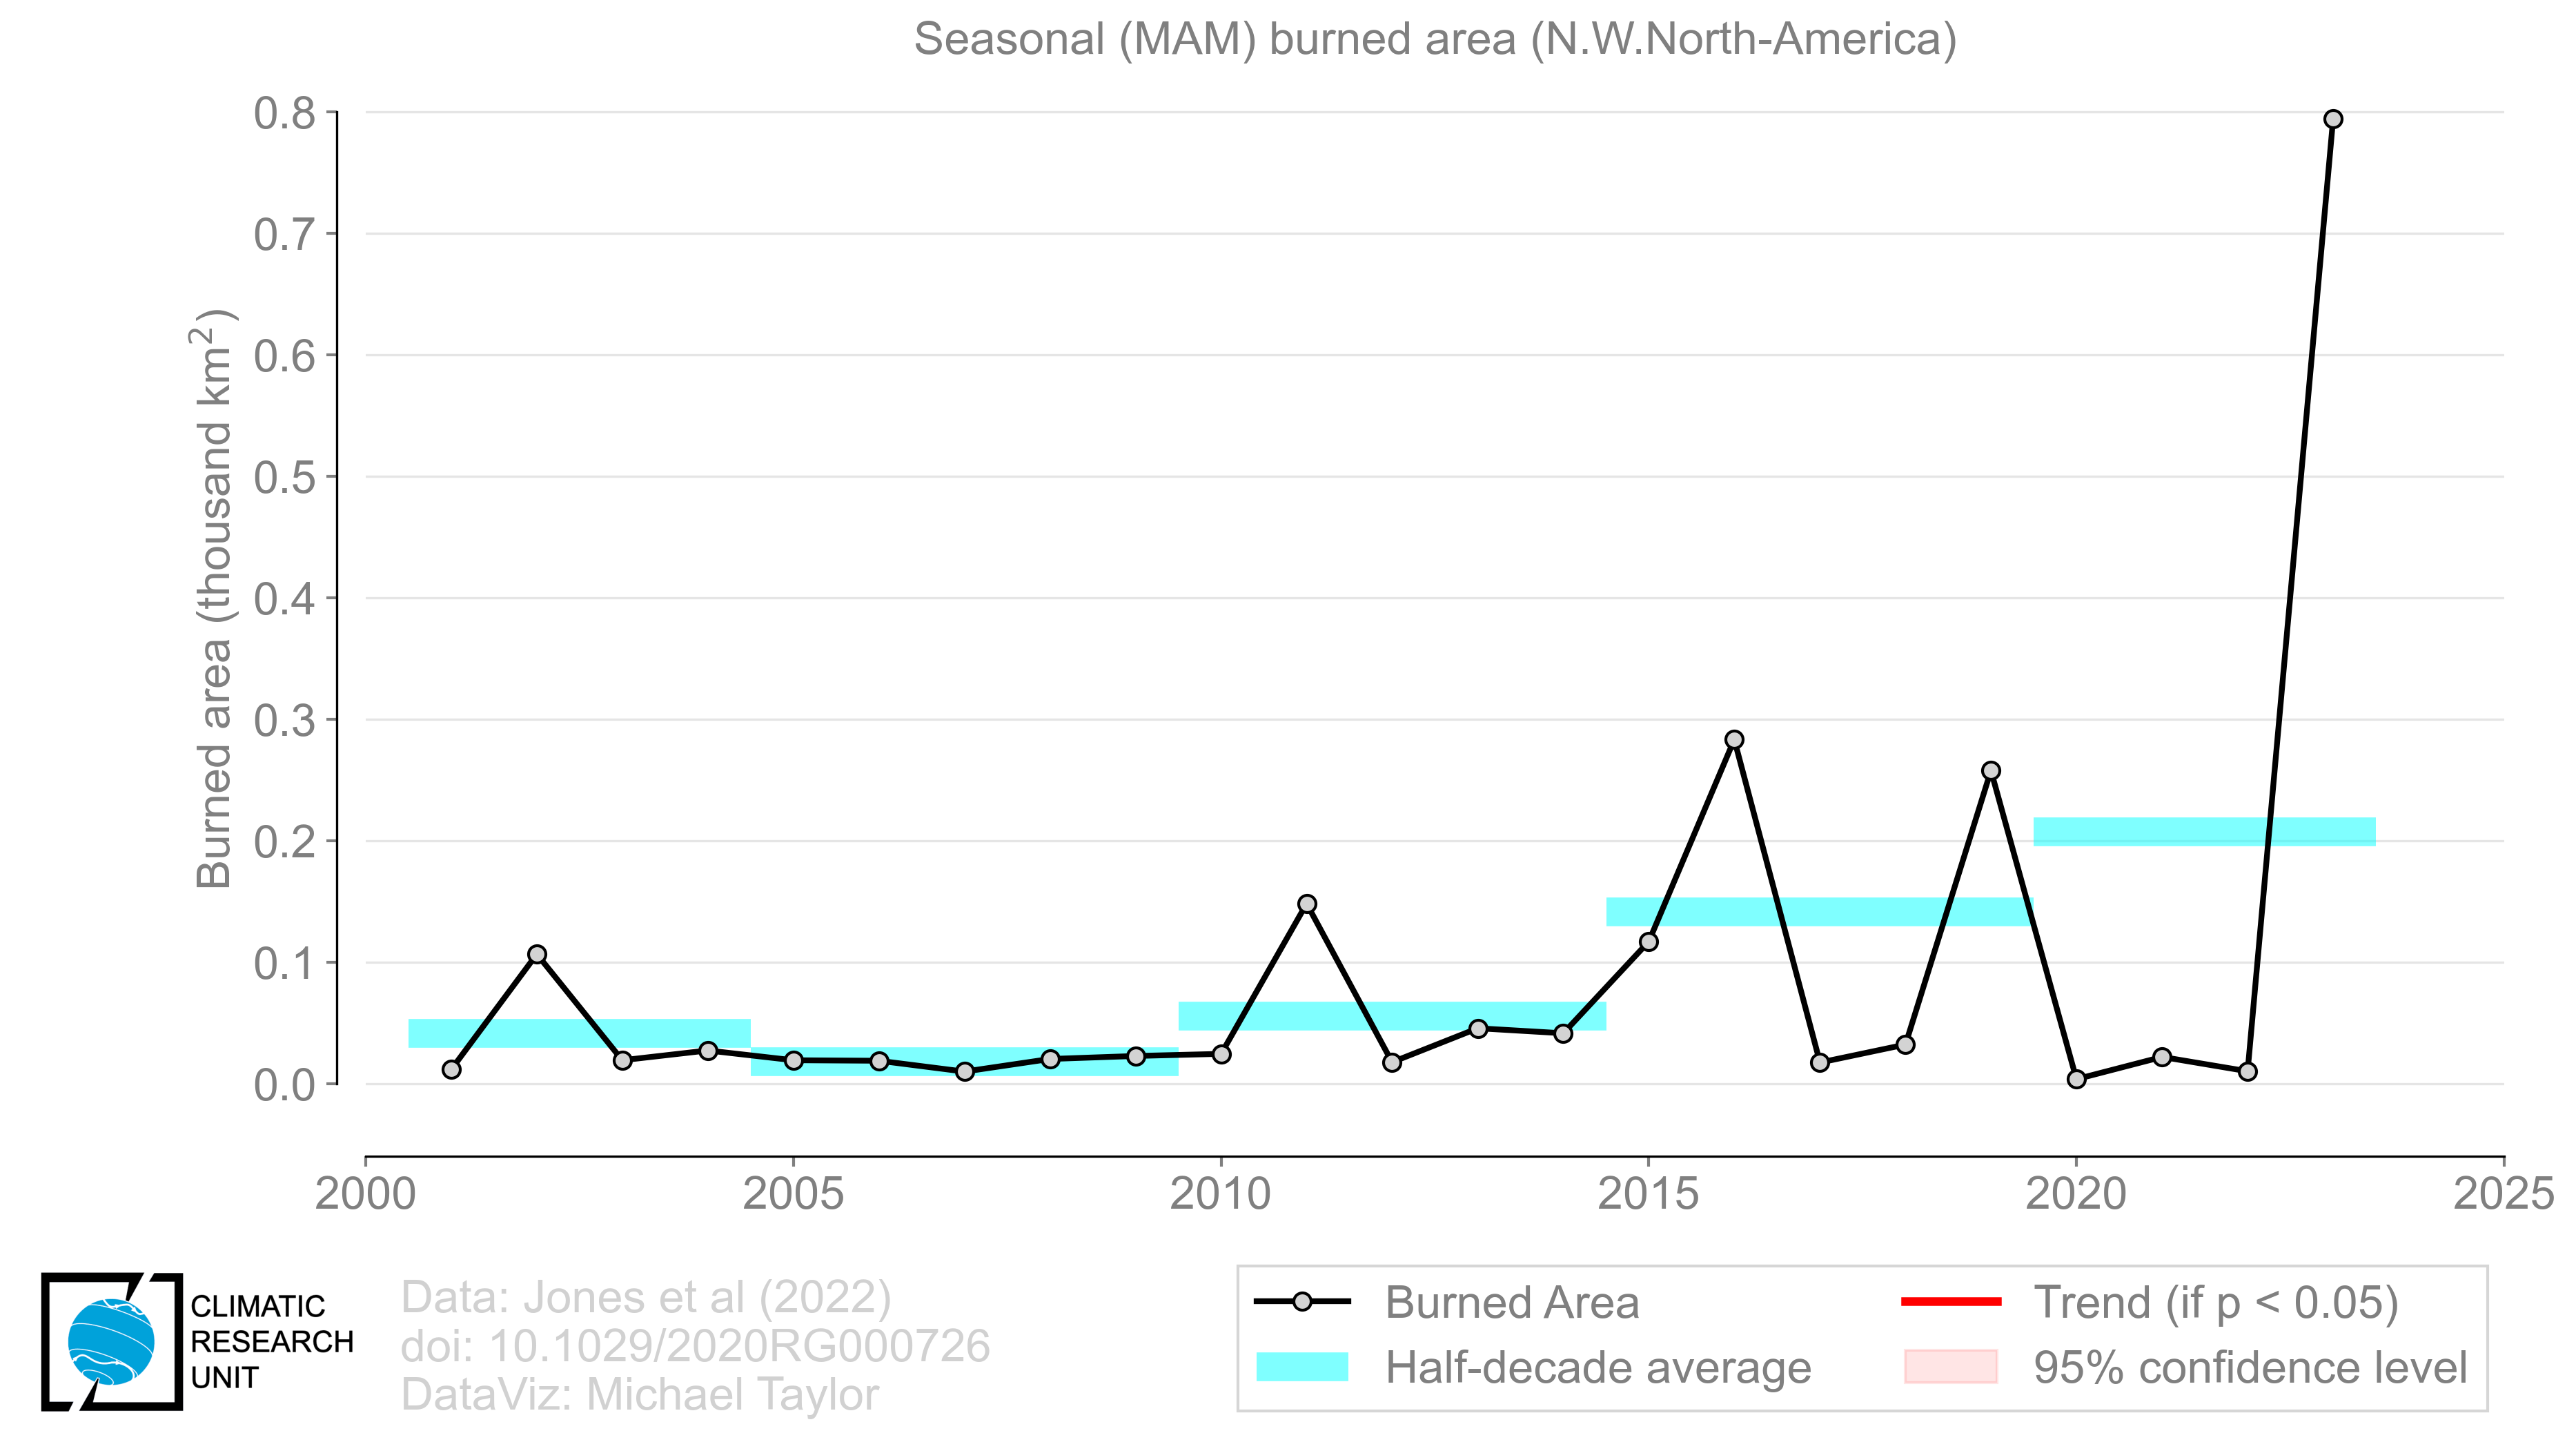 Seasonal (MAM) burned area (N.W.North-America)
Burned area (thousand km²)
0.8
0.7
0.6
0.5
0.4
0.3
0.2
0.1
0.0
2000 2005 2010 2015 2020 2025
CLIMATIC
RESEARCH
UNIT
Data: Jones et al (2022)
doi: 10.1029/2020RG000726
DataViz: Michael Taylor
Burned Area
Half-decade average
Trend (if p < 0.05)
95% confidence level